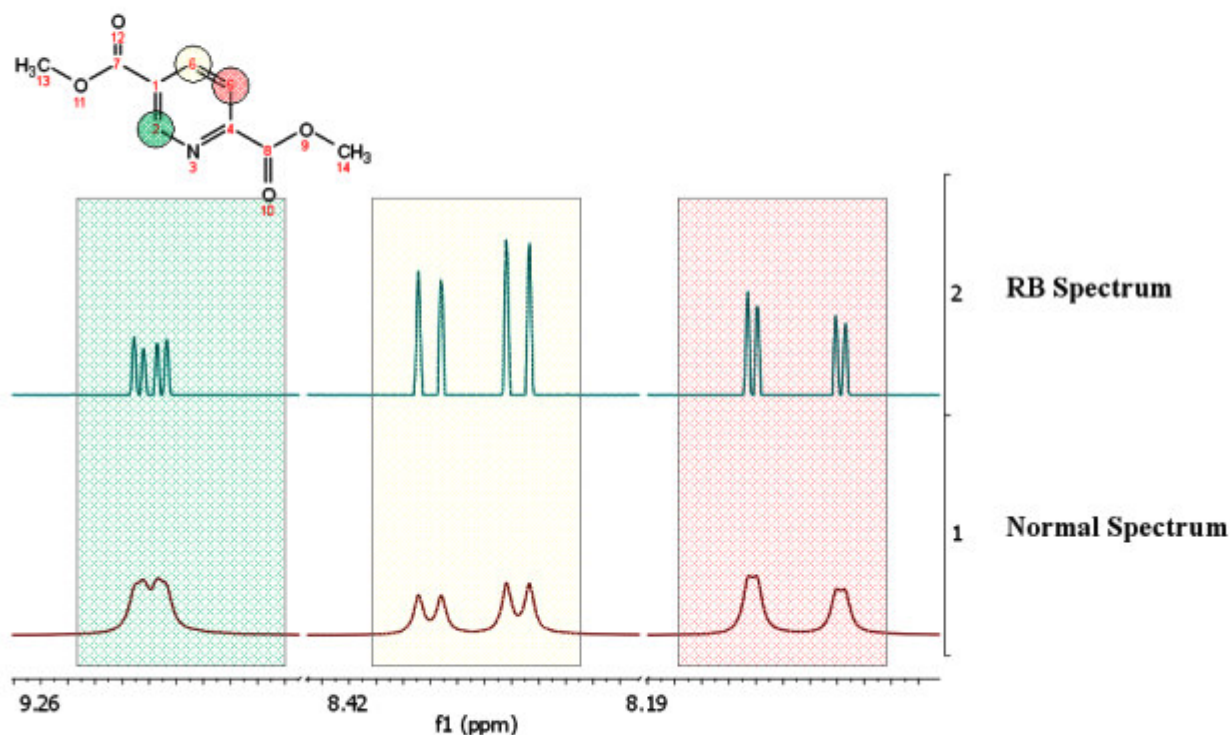 O
12
H₃C
13
7
6
5
O
11
1
2
4
N
3
8
O
9
CH₃
14
O
10
2
RB Spectrum
1
Normal Spectrum
9.26
8.42
8.19
f1 (ppm)